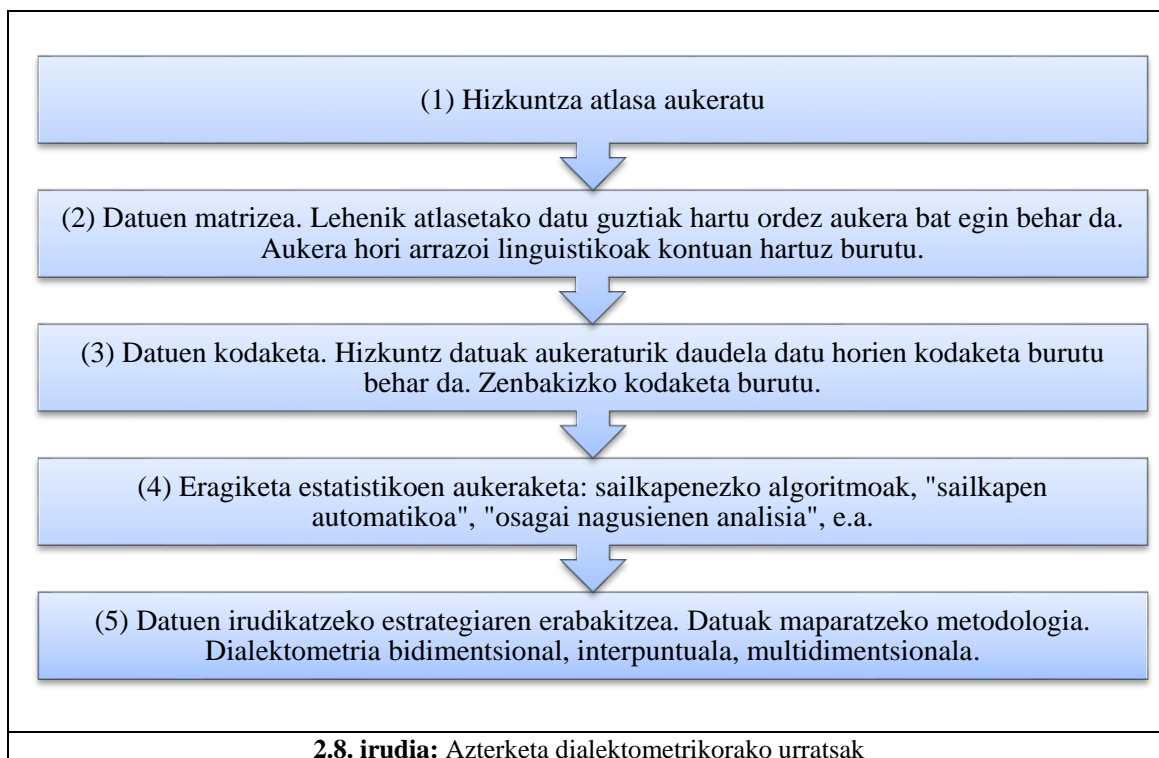 (1) Hizkuntza atlasa aukeratu
(2) Datuen matrizea. Lehenik atlasetako datu guztiak hartu ordez aukera bat egin behar da.
Aukera hori arrazoi linguistikoak kontuan hartuz burutu.
(3) Datuen kodaketa. Hizkuntz datuak aukeraturik daudela datu horien kodaketa burutu
behar da. Zenbakizko kodaketa burutu.
(4) Eragiketa estatistikoen aukeraketa: sailkapenezko algoritmoak, "sailkapen
automatikoa", "osagai nagusienen analisia", e.a.
(5) Datuen irudikatzeko estrategiaren erabakitzea. Datuak maparatzeko metodologia.
Dialektometria bidimentsional, interpuntuala, multidimentsionala.
2.8. irudia: Azterketa dialektometrikorako urratsak